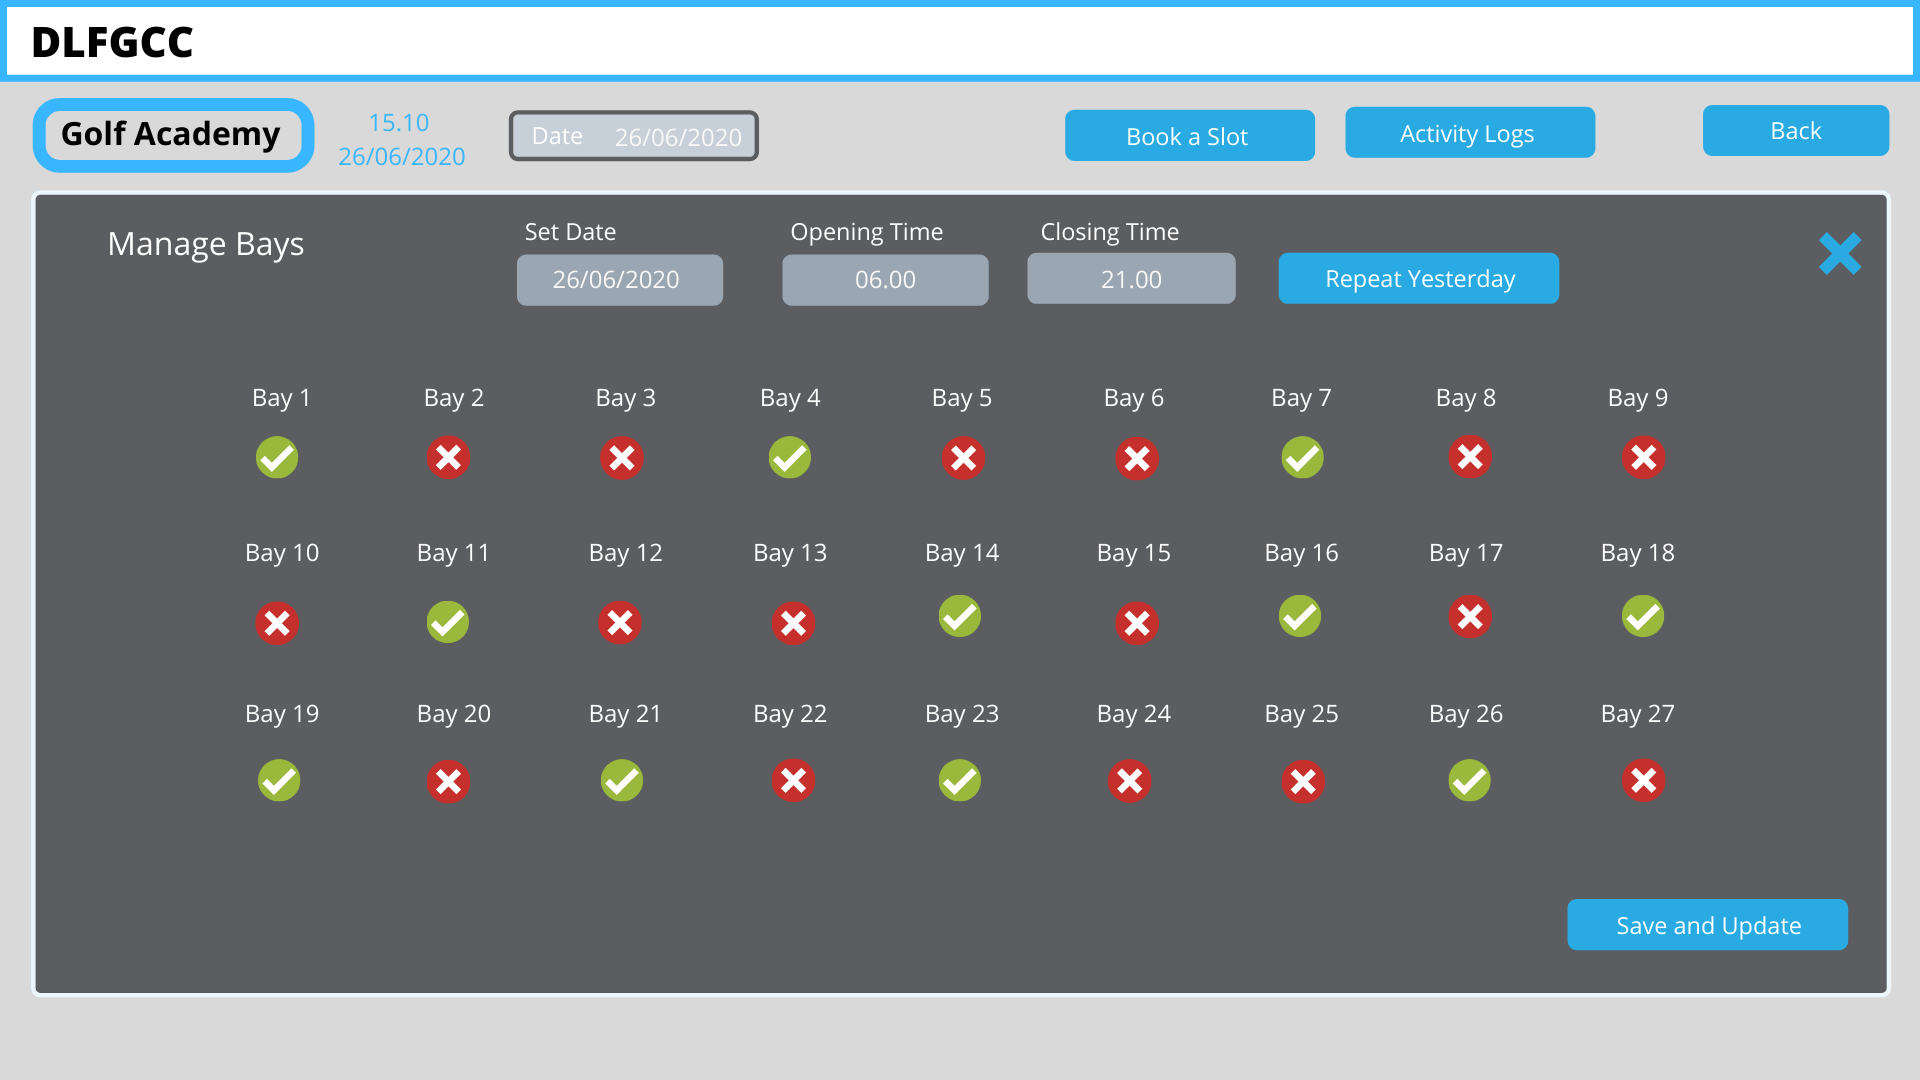 DLFGCC
Golf Academy
15.10
26/06/2020
Date 26/06/2020
Book a Slot
Activity Logs
Back
Manage Bays
Set Date
26/06/2020
Opening Time
06.00
Closing Time
21.00
Repeat Yesterday
Bay 1 Bay 2 Bay 3 Bay 4 Bay 5 Bay 6 Bay 7 Bay 8 Bay 9
Bay 10 Bay 11 Bay 12 Bay 13 Bay 14 Bay 15 Bay 16 Bay 17 Bay 18
Bay 19 Bay 20 Bay 21 Bay 22 Bay 23 Bay 24 Bay 25 Bay 26 Bay 27
Save and Update